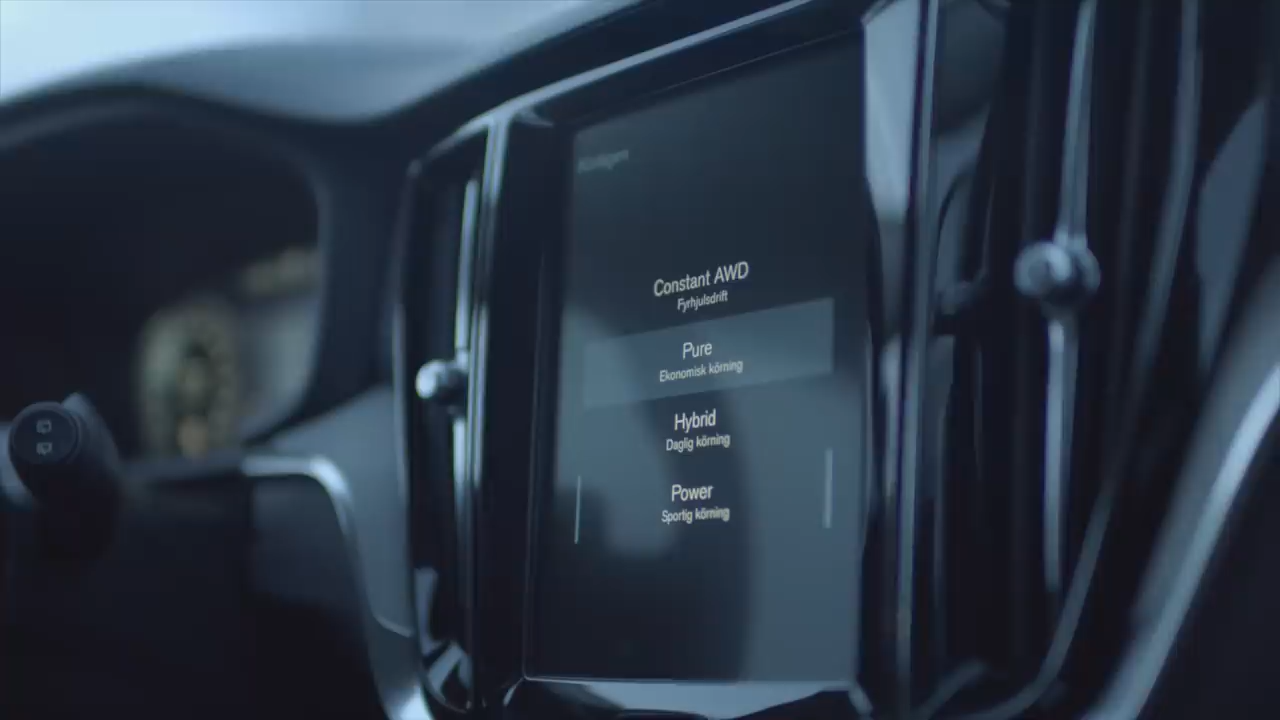 Constant AWD
Fyrhjulsdrift
Pure
Ekonomisk körning
Hybrid
Daglig körning
Power
Sportig körning